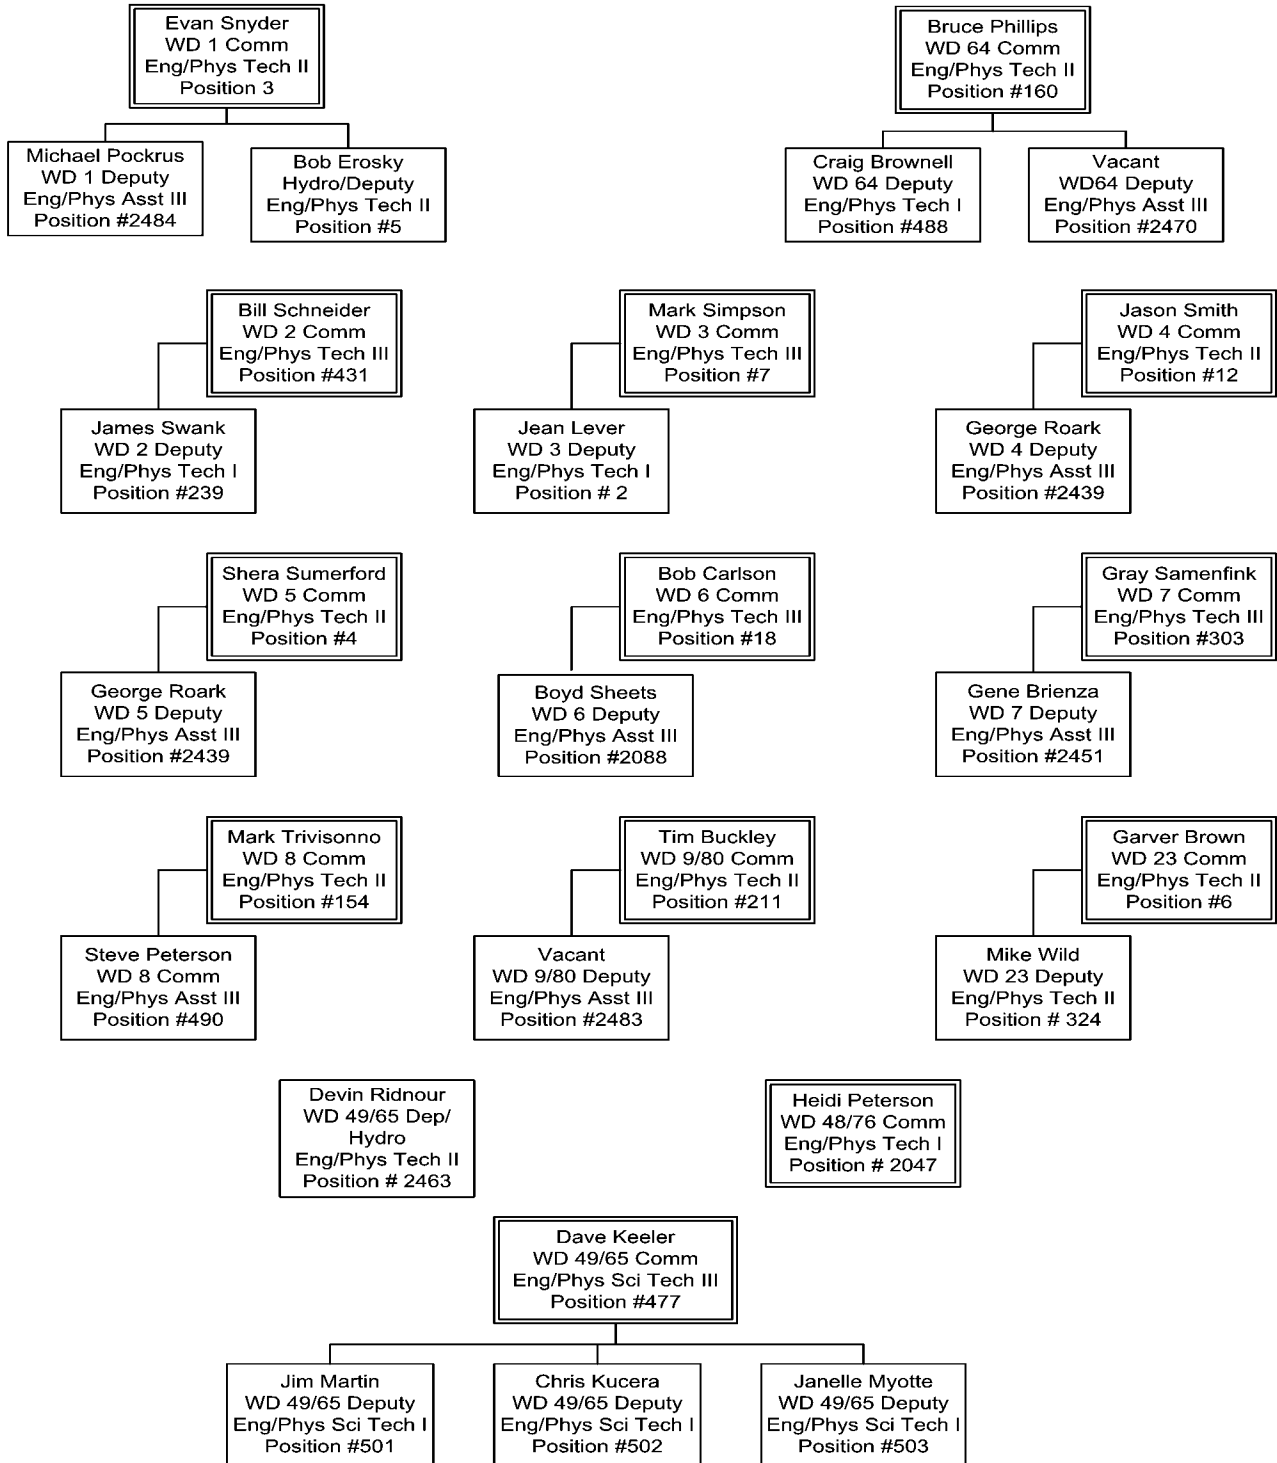 Evan Snyder
WD 1 Comm
Eng/Phys Tech II
Position 3
Bruce Phillips
WD 64 Comm
Eng/Phys Tech II
Position #160
Michael Pockrus
WD 1 Deputy
Eng/Phys Asst III
Position #2484
Bob Erosky
Hydro/Deputy
Eng/Phys Tech II
Position #5
Craig Brownell
WD 64 Deputy
Eng/Phys Tech I
Position #488
Vacant
WD64 Deputy
Eng/Phys Asst III
Position #2470
Bill Schneider
WD 2 Comm
Eng/Phys Tech III
Position #431
Mark Simpson
WD 3 Comm
Eng/Phys Tech III
Position #7
Jason Smith
WD 4 Comm
Eng/Phys Tech II
Position #12
James Swank
WD 2 Deputy
Eng/Phys Tech I
Position #239
Jean Lever
WD 3 Deputy
Eng/Phys Tech I
Position # 2
George Roark
WD 4 Deputy
Eng/Phys Asst III
Position #2439
Shera Sumerford
WD 5 Comm
Eng/Phys Tech II
Position #4
Bob Carlson
WD 6 Comm
Eng/Phys Tech III
Position #18
Gray Samenfink
WD 7 Comm
Eng/Phys Tech III
Position #303
George Roark
WD 5 Deputy
Eng/Phys Asst III
Position #2439
Boyd Sheets
WD 6 Deputy
Eng/Phys Asst III
Position #2088
Gene Brienza
WD 7 Deputy
Eng/Phys Asst III
Position #2451
Mark Trivisonno
WD 8 Comm
Eng/Phys Tech II
Position #154
Tim Buckley
WD 9/80 Comm
Eng/Phys Tech II
Position #211
Garver Brown
WD 23 Comm
Eng/Phys Tech II
Position #6
Steve Peterson
WD 8 Comm
Eng/Phys Asst III
Position #490
Vacant
WD 9/80 Deputy
Eng/Phys Asst III
Position #2483
Mike Wild
WD 23 Deputy
Eng/Phys Tech II
Position # 324
Devin Ridnour
WD 49/65 Dep/
Hydro
Eng/Phys Tech II
Position # 2463
Heidi Peterson
WD 48/76 Comm
Eng/Phys Tech I
Position # 2047
Dave Keeler
WD 49/65 Comm
Eng/Phys Sci Tech III
Position #477
Jim Martin
WD 49/65 Deputy
Eng/Phys Sci Tech I
Position #501
Chris Kucera
WD 49/65 Deputy
Eng/Phys Sci Tech I
Position #502
Janelle Myotte
WD 49/65 Deputy
Eng/Phys Sci Tech I
Position #503